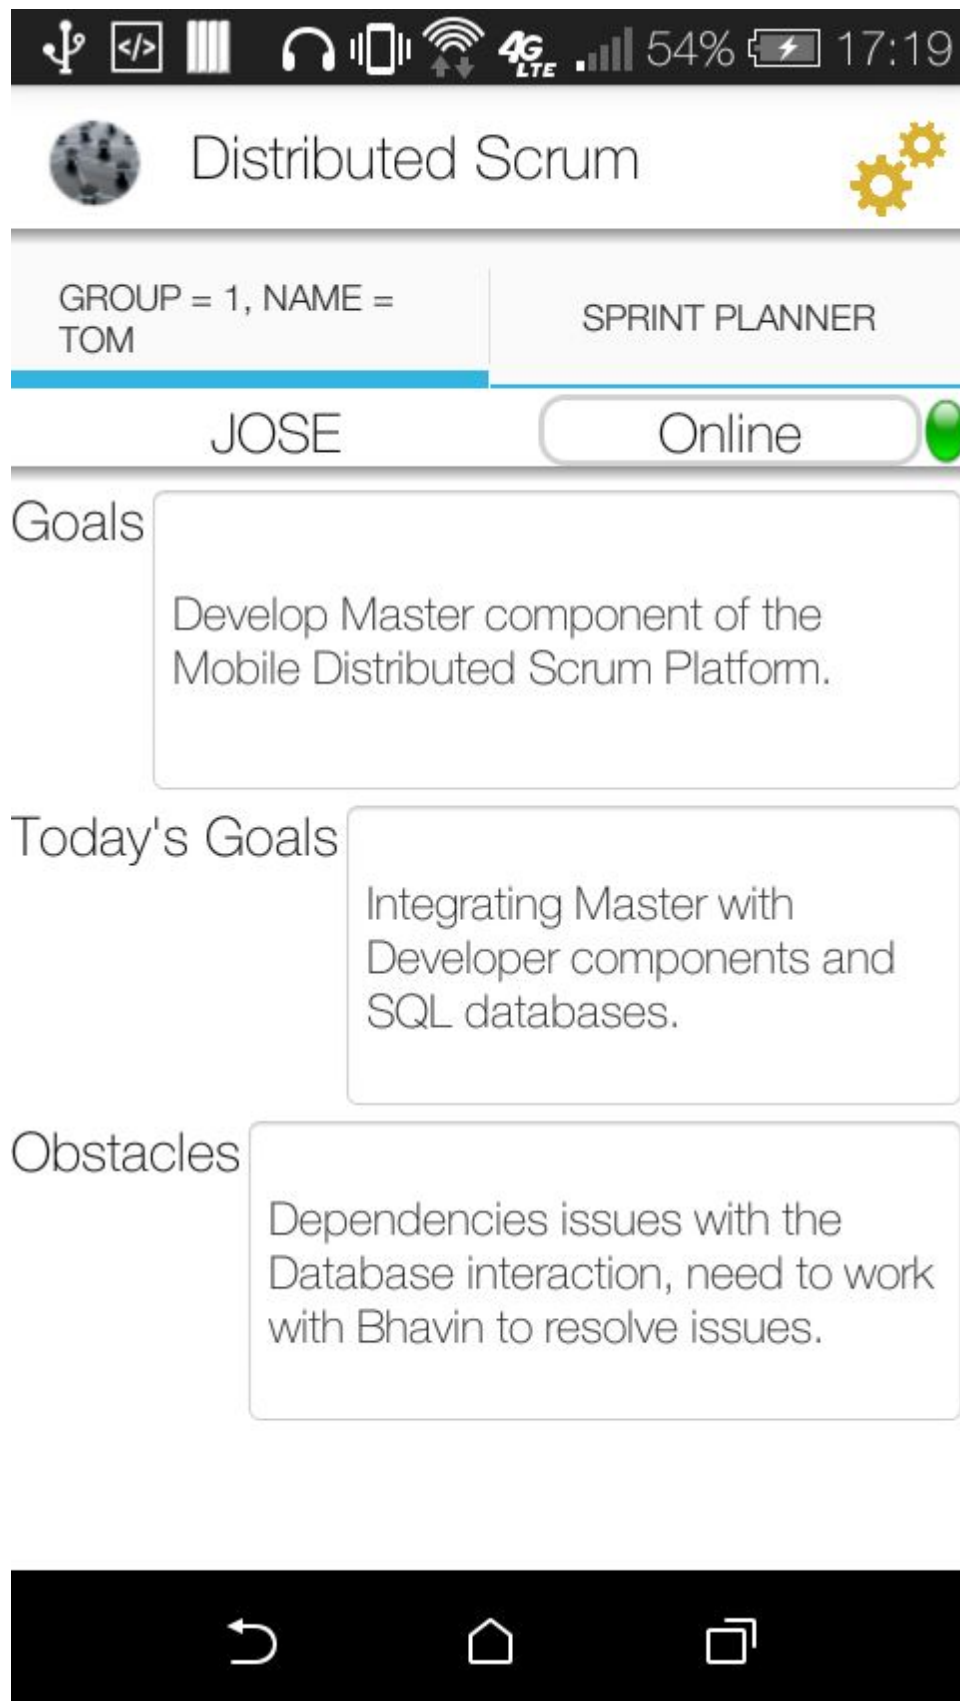 </> 4G LTE 54% 17:19
Distributed Scrum
GROUP = 1, NAME =
TOM
SPRINT PLANNER
JOSE Online
Goals
Develop Master component of the
Mobile Distributed Scrum Platform.
Today's Goals
Integrating Master with
Developer components and
SQL databases.
Obstacles
Dependencies issues with the
Database interaction, need to work
with Bhavin to resolve issues.